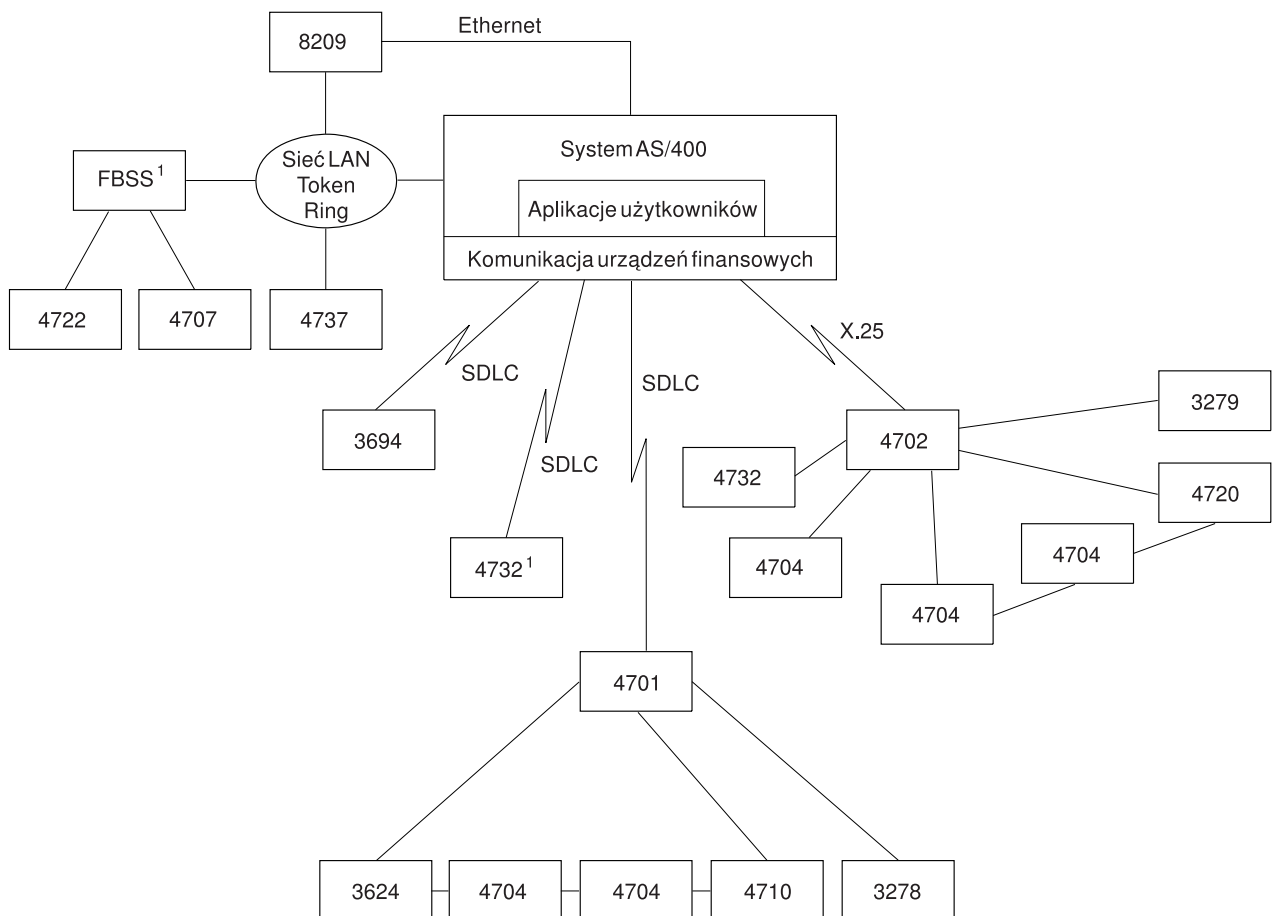 Ethernet
8209
System AS/400
Sieć LAN
Token
Ring
FBSS¹
Aplikacje użytkowników
Komunikacja urządzeń finansowych
4722
4707
4737
X.25
SDLC
SDLC
SDLC
3694
4702
3279
4732
4720
4732¹
4704
4704
4704
4701
3624
4704
4704
4710
3278